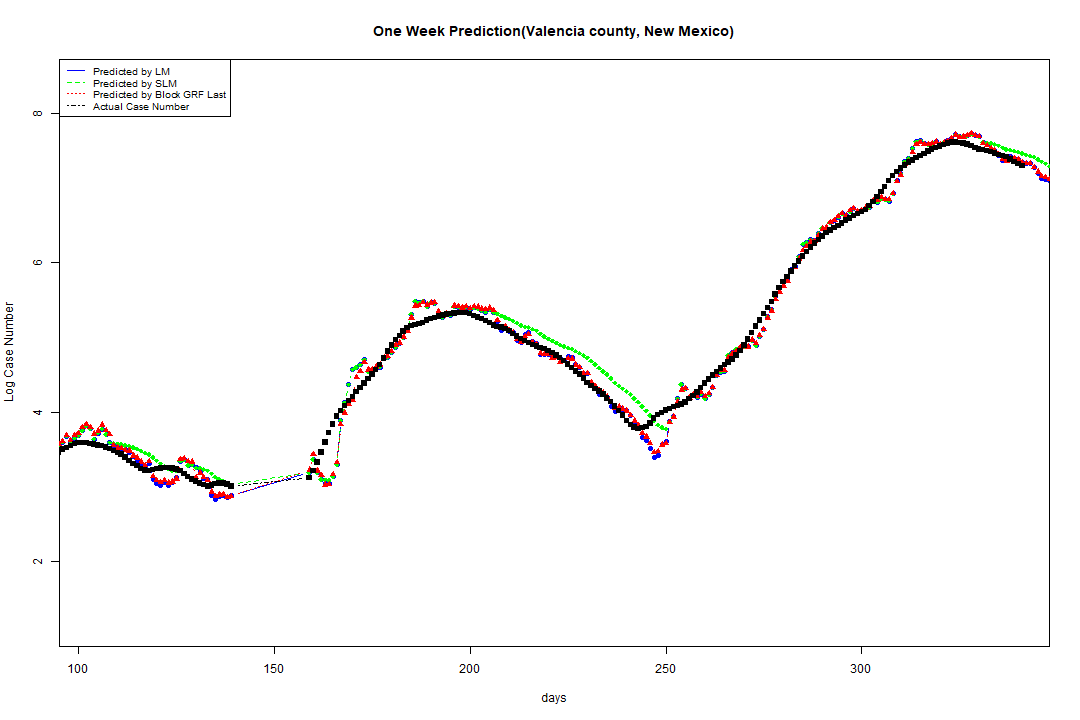 One Week Prediction(Valencia county, New Mexico)
Predicted by LM
Predicted by SLM
Predicted by Block GRF Last
Actual Case Number
8
6
4
2
Log Case Number
100 150 200 250 300
days